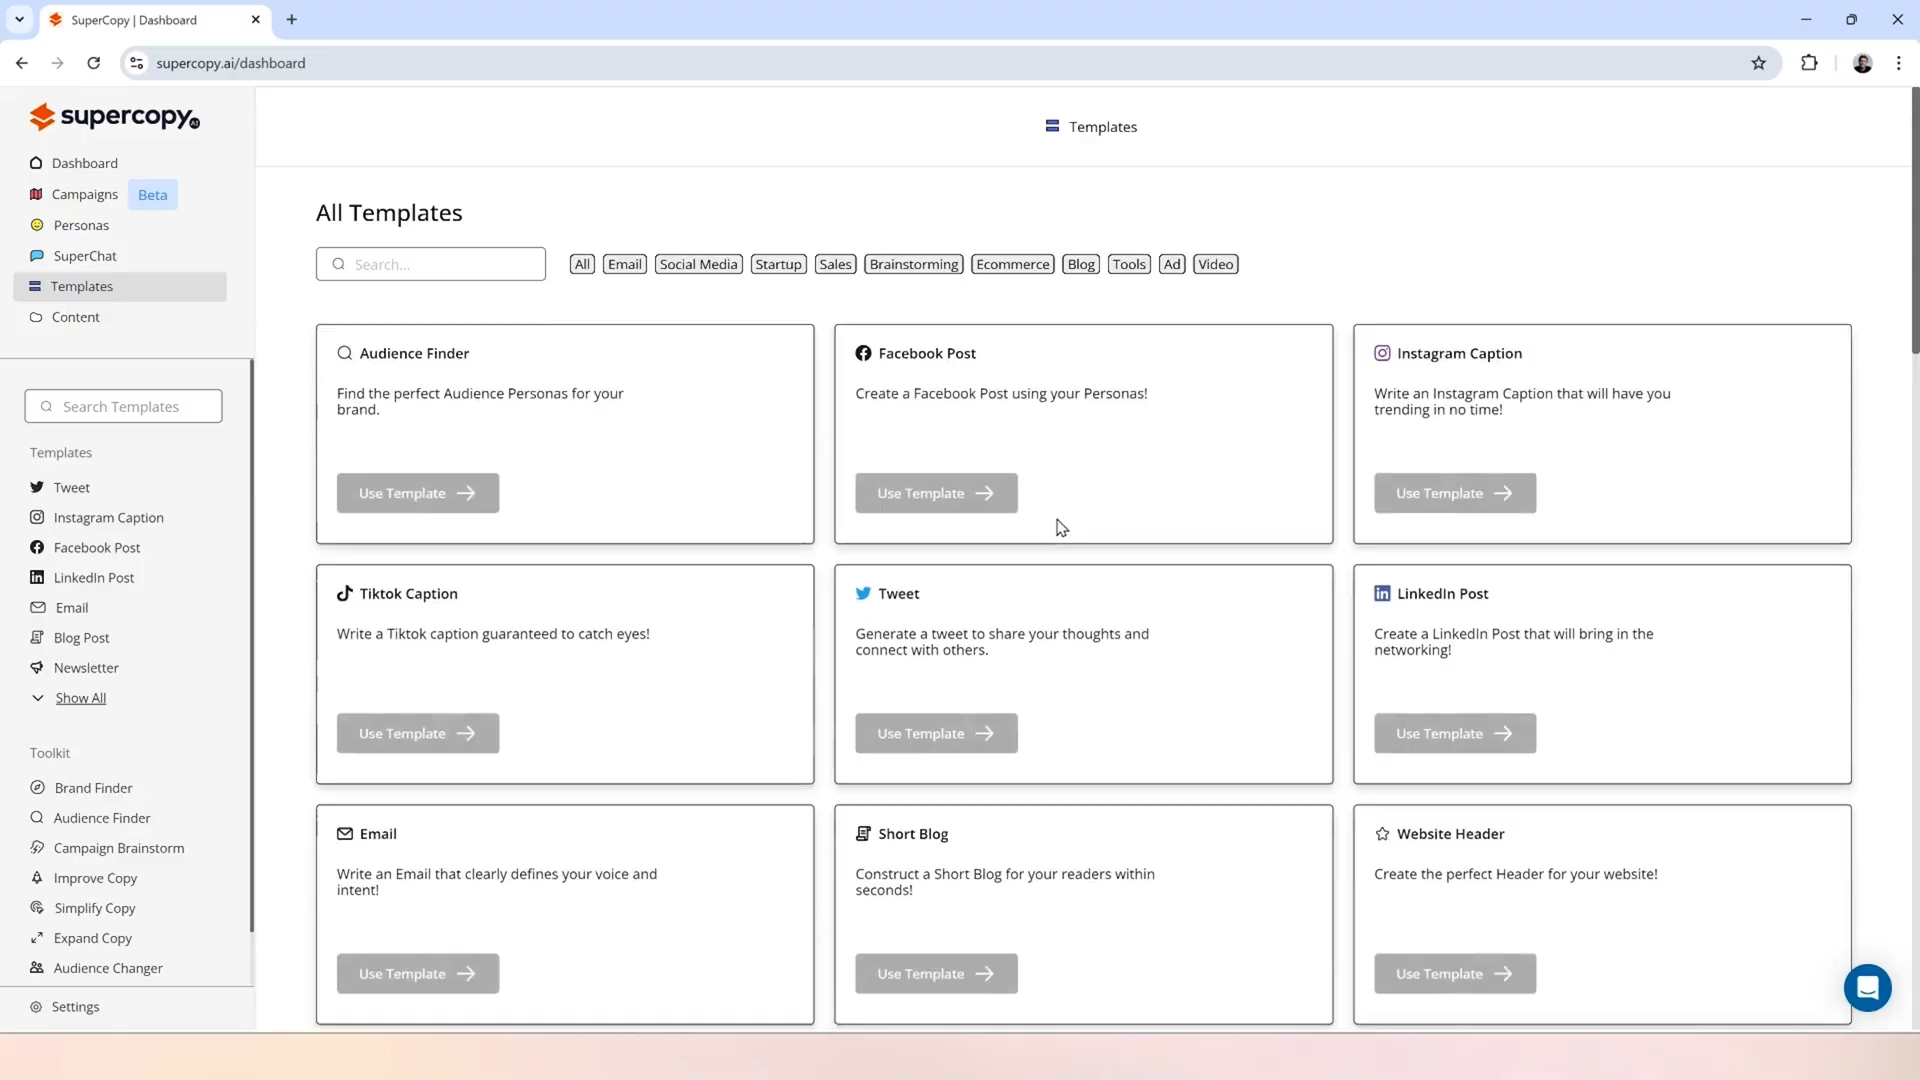 SuperCopy | Dashboard
supercopy.ai/dashboard
supercopy AI
Dashboard
Campaigns Beta
Personas
SuperChat
Templates
Content
Search Templates
Templates
Tweet
Instagram Caption
Facebook Post
LinkedIn Post
Email
Blog Post
Newsletter
Show All
Toolkit
Brand Finder
Audience Finder
Campaign Brainstorm
Improve Copy
Simplify Copy
Expand Copy
Audience Changer
Settings
Templates
All Templates
Search...
All Email Social Media Startup Sales Brainstorming Ecommerce Blog Tools Ad Video
Audience Finder
Find the perfect Audience Personas for your
brand.
Use Template
Facebook Post
Create a Facebook Post using your Personas!
Use Template
Instagram Caption
Write an Instagram Caption that will have you
trending in no time!
Use Template
Tiktok Caption
Write a Tiktok caption guaranteed to catch eyes!
Use Template
Tweet
Generate a tweet to share your thoughts and
connect with others.
Use Template
LinkedIn Post
Create a LinkedIn Post that will bring in the
networking!
Use Template
Email
Write an Email that clearly defines your voice and
intent!
Use Template
Short Blog
Construct a Short Blog for your readers within
seconds!
Use Template
Website Header
Create the perfect Header for your website!
Use Template